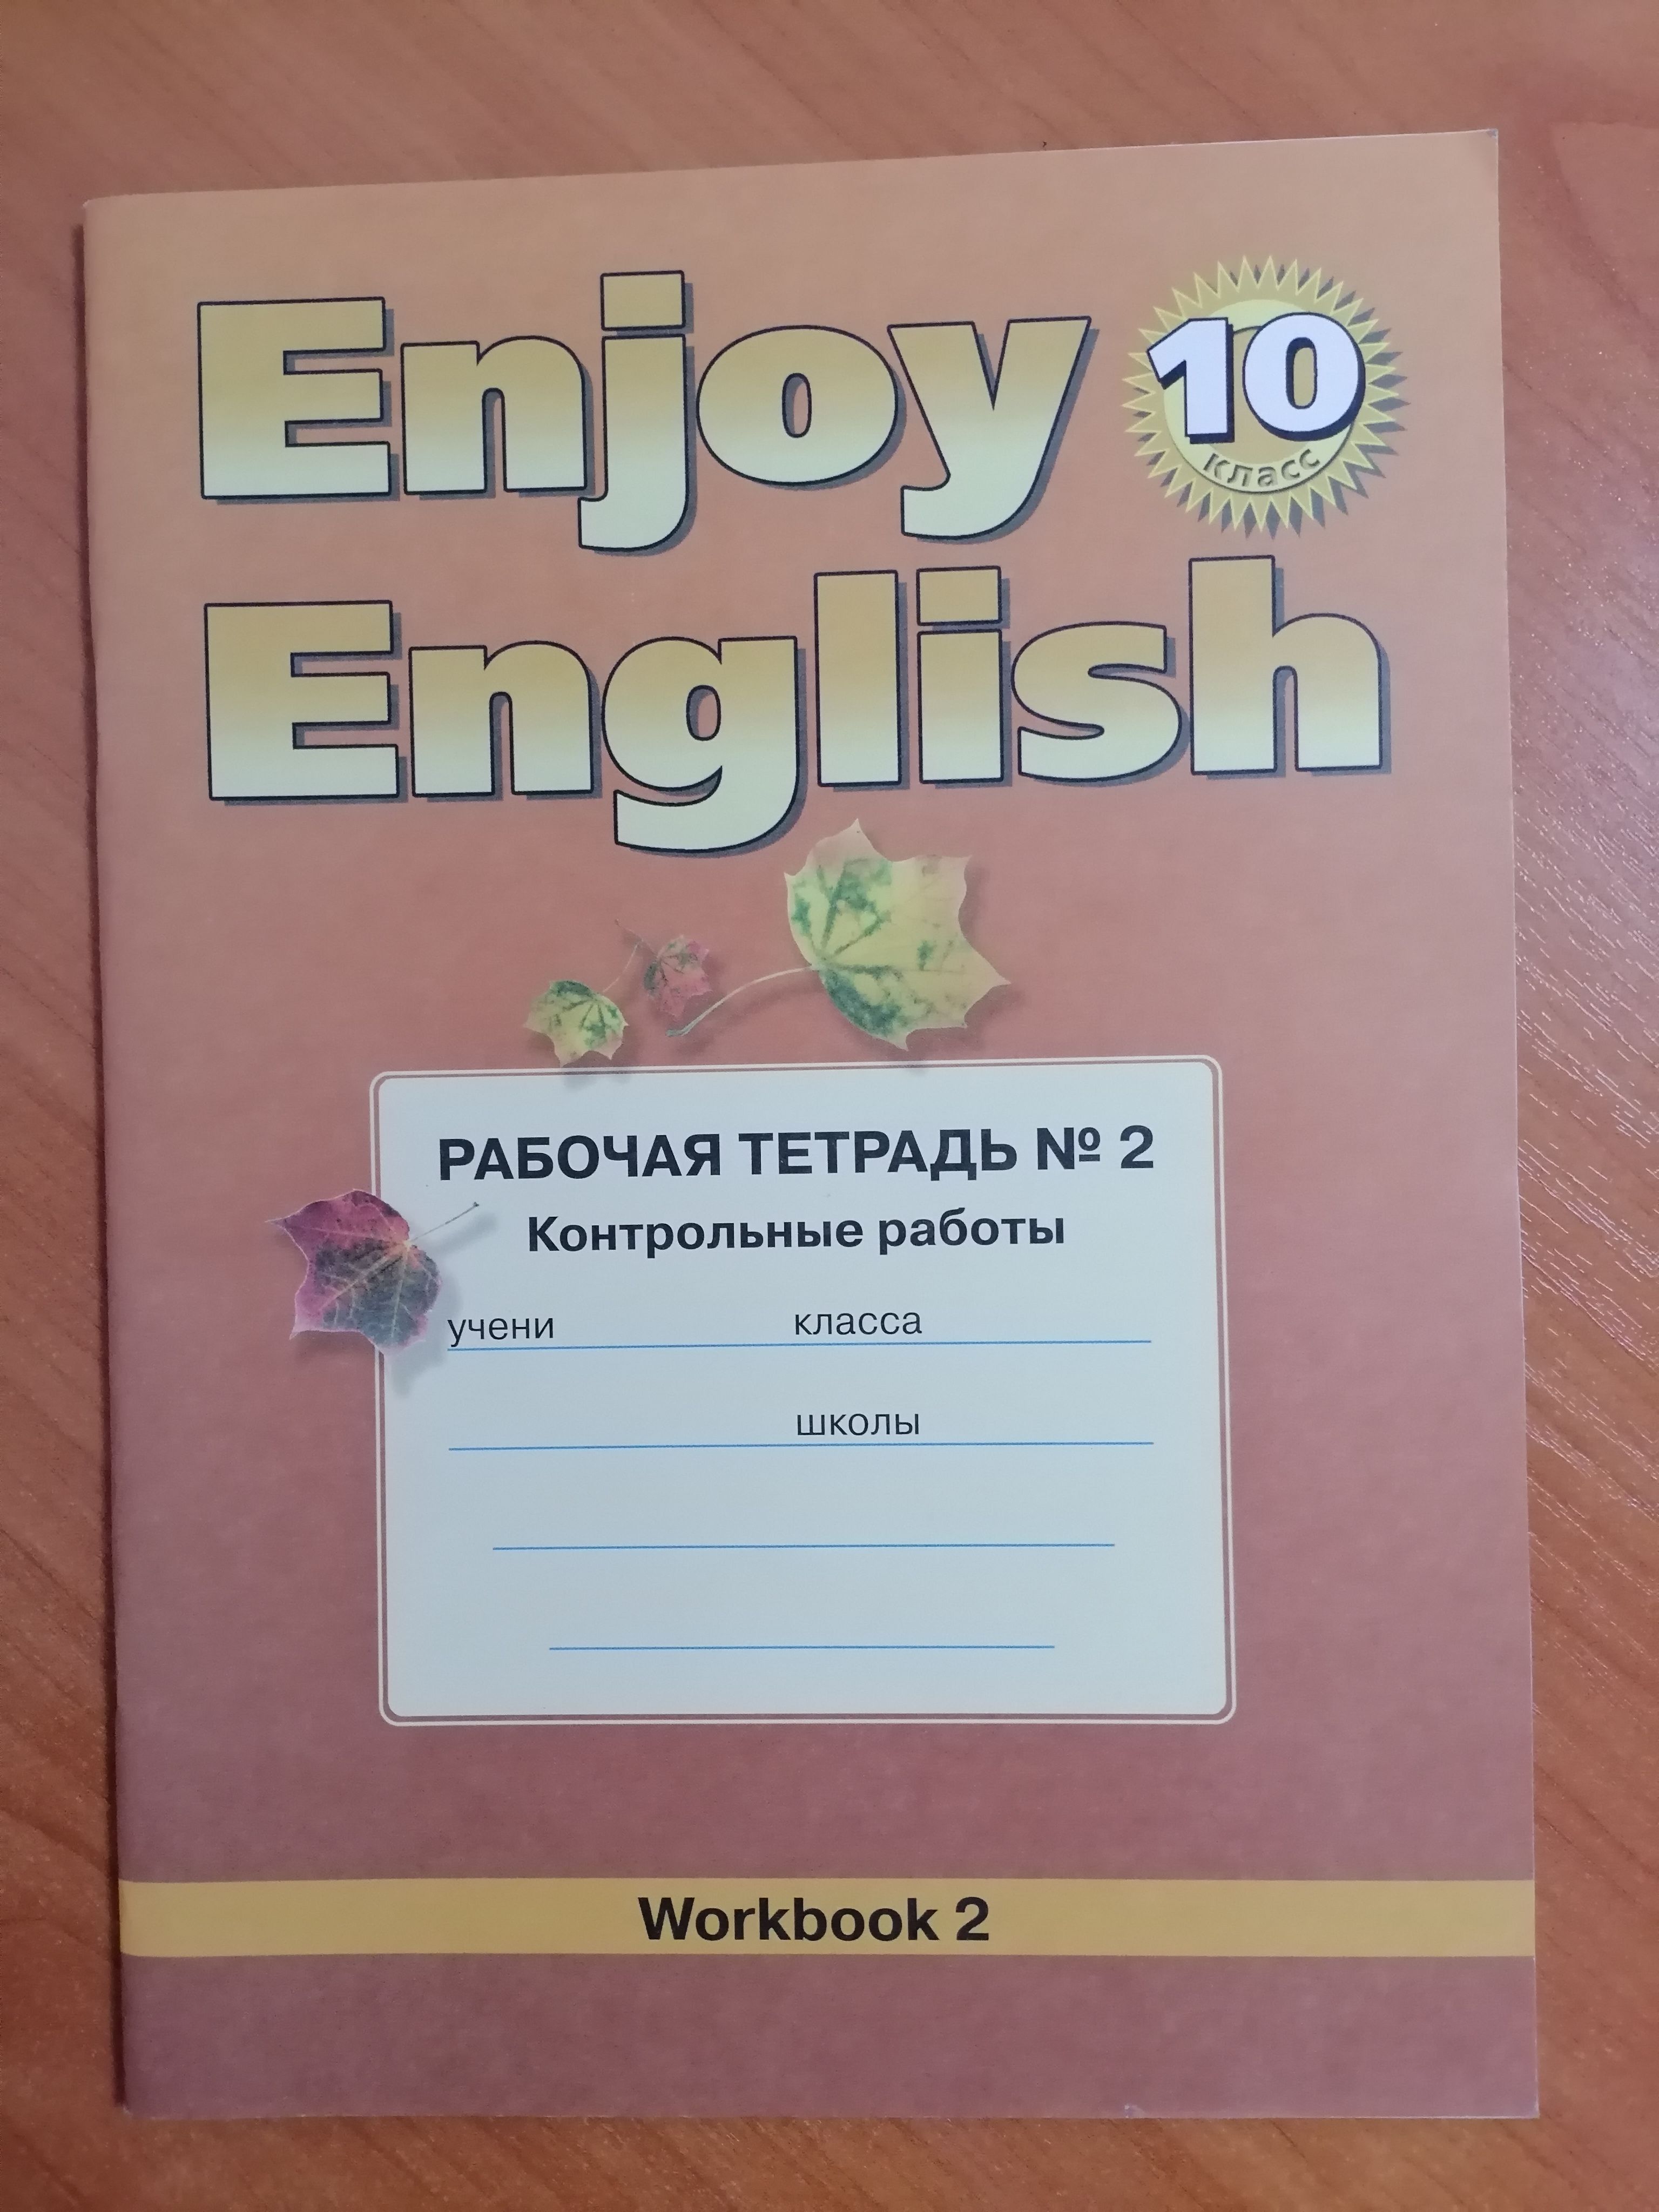 Enjoy
10
класс
English
РАБОЧАЯ ТЕТРАДЬ № 2
Контрольные работы
учени класса
школы
Workbook 2